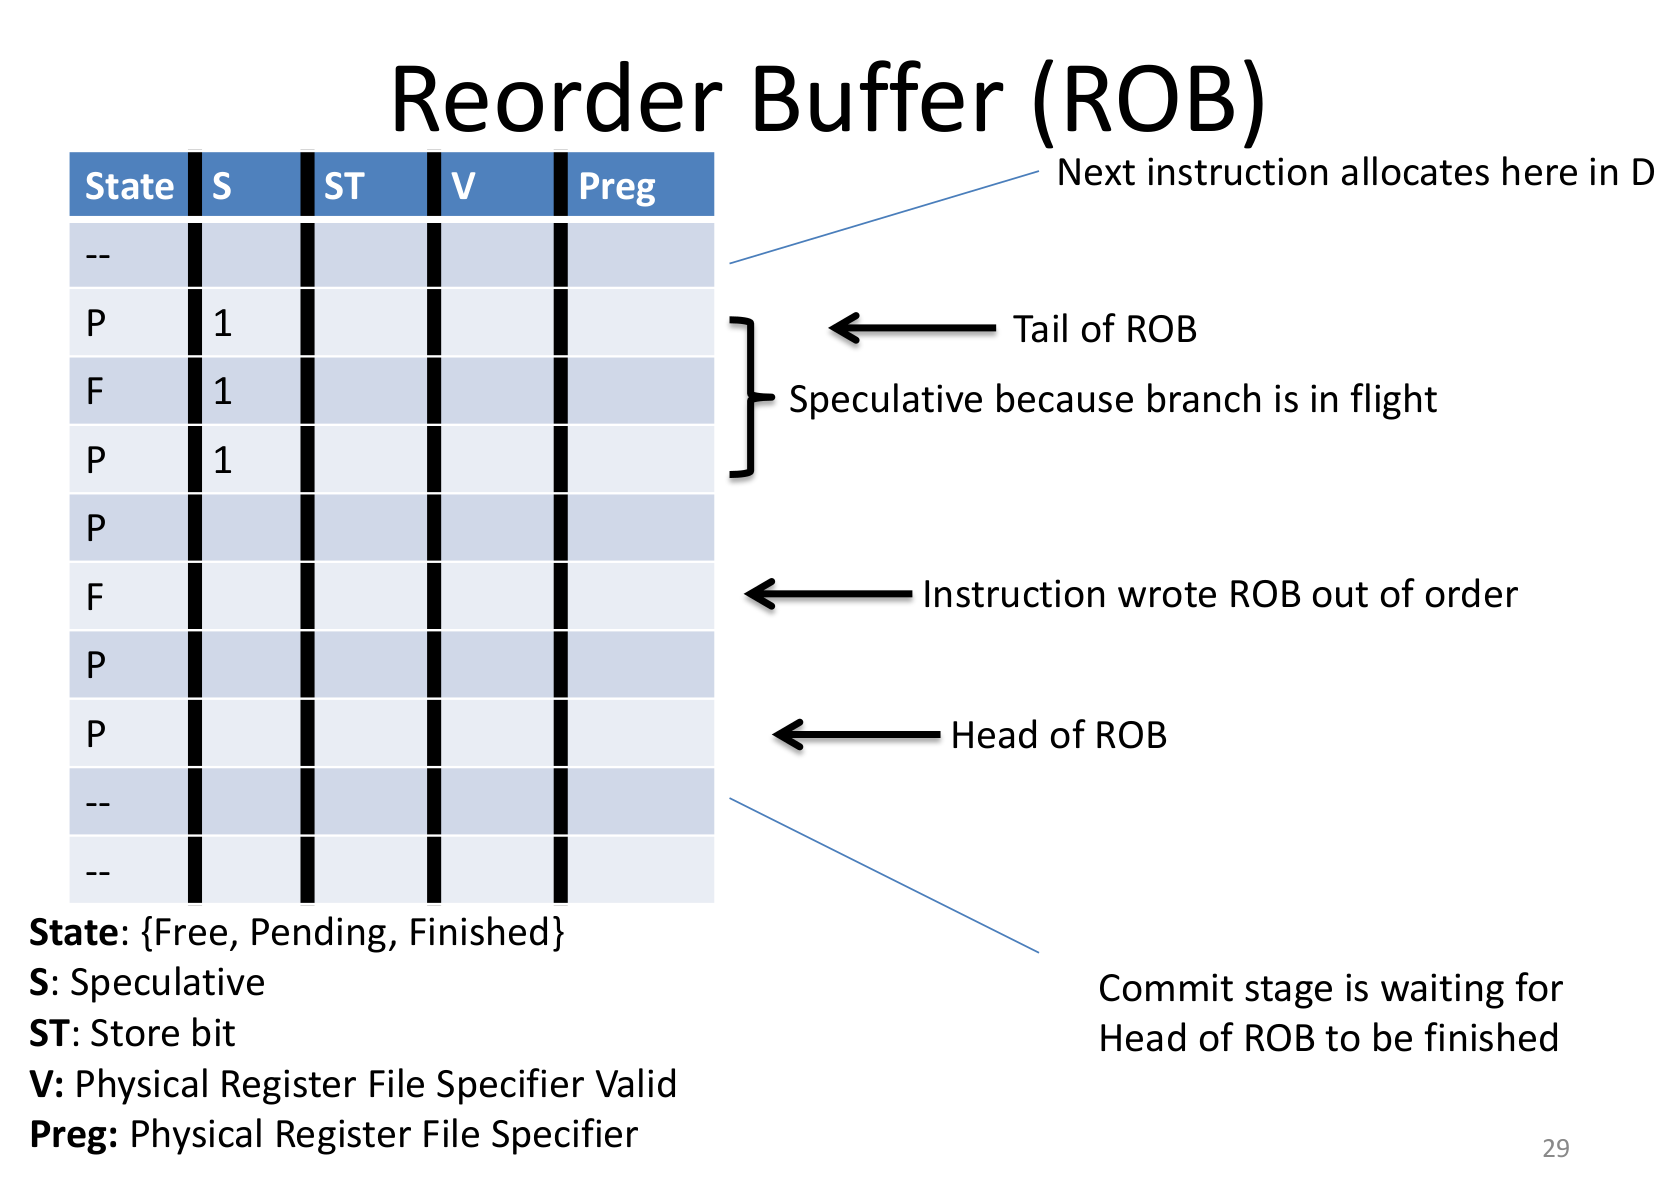 Reorder Buffer (ROB)
State S ST V Preg
--
P 1
F 1
P 1
P
F
P
P
--
--
Next instruction allocates here in D
Tail of ROB
Speculative because branch is in flight
Instruction wrote ROB out of order
Head of ROB
Commit stage is waiting for
Head of ROB to be finished
State: {Free, Pending, Finished}
S: Speculative
ST: Store bit
V: Physical Register File Specifier Valid
Preg: Physical Register File Specifier
29